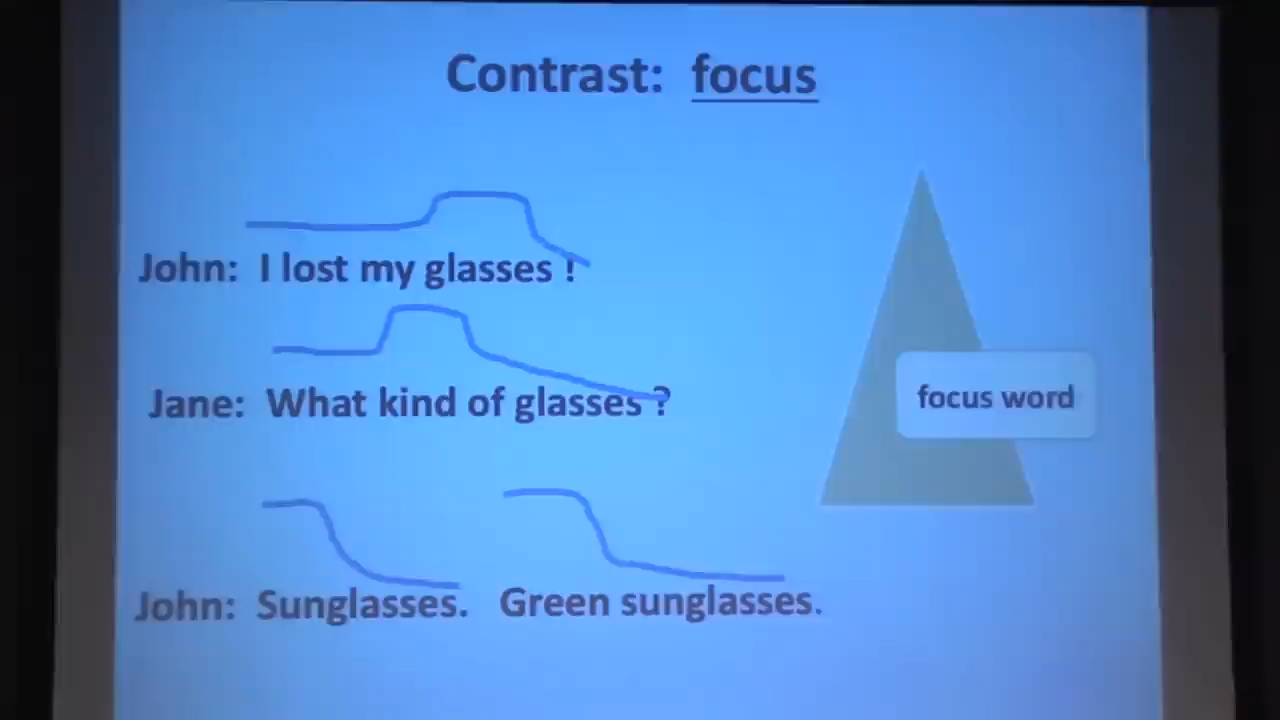 Contrast: focus
John: I lost my glasses !
Jane: What kind of glasses ?
focus word
John: Sunglasses. Green sunglasses.